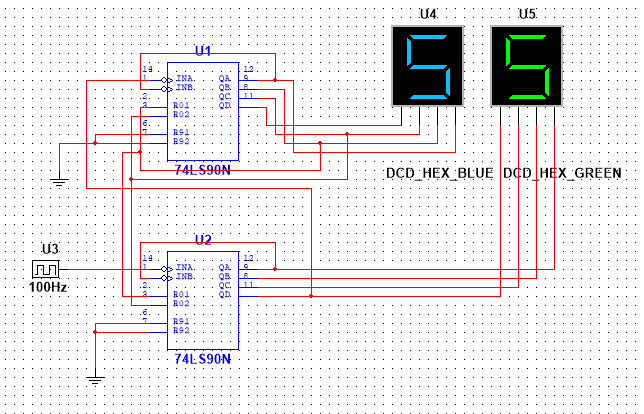 U4 U5
5 5
DCD_HEX_BLUE DCD_HEX_GREEN
U1
14 INA QA 12
1 INB QB 9
QC 8
2 R01 QD 11
3 R02
6 R91
7 R92
74LS90N
U3
100Hz
U2
14 INA QA 12
1 INB QB 9
QC 8
2 R01 QD 11
3 R02
6 R91
7 R92
74LS90N